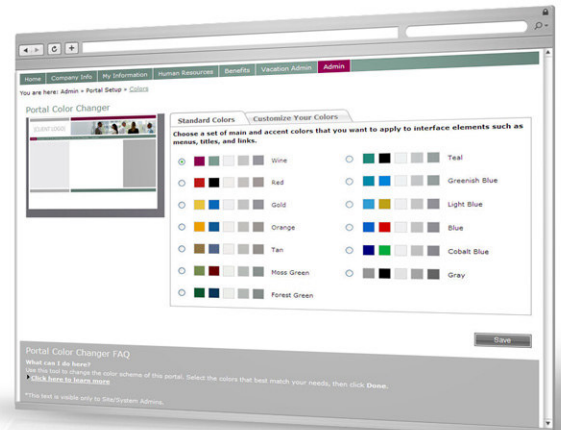 Home Company Info My Information Human Resources Benefits Vacation Admin Admin
You are here: Admin » Portal Setup » Colors
Portal Color Changer
Standard Colors Customize Your Colors
Choose a set of main and accent colors that you want to apply to interface elements such as
menus, titles, and links.
Wine
Teal
Red
Greenish Blue
Gold
Light Blue
Orange
Blue
Tan
Cobalt Blue
Moss Green
Gray
Forest Green
Save
Portal Color Changer FAQ
What can I do here?
Use this tool to change the color scheme of this portal. Select the colors that best match your needs, then click Done.
Click here to learn more
*This text is visible only to Site/System Admins.